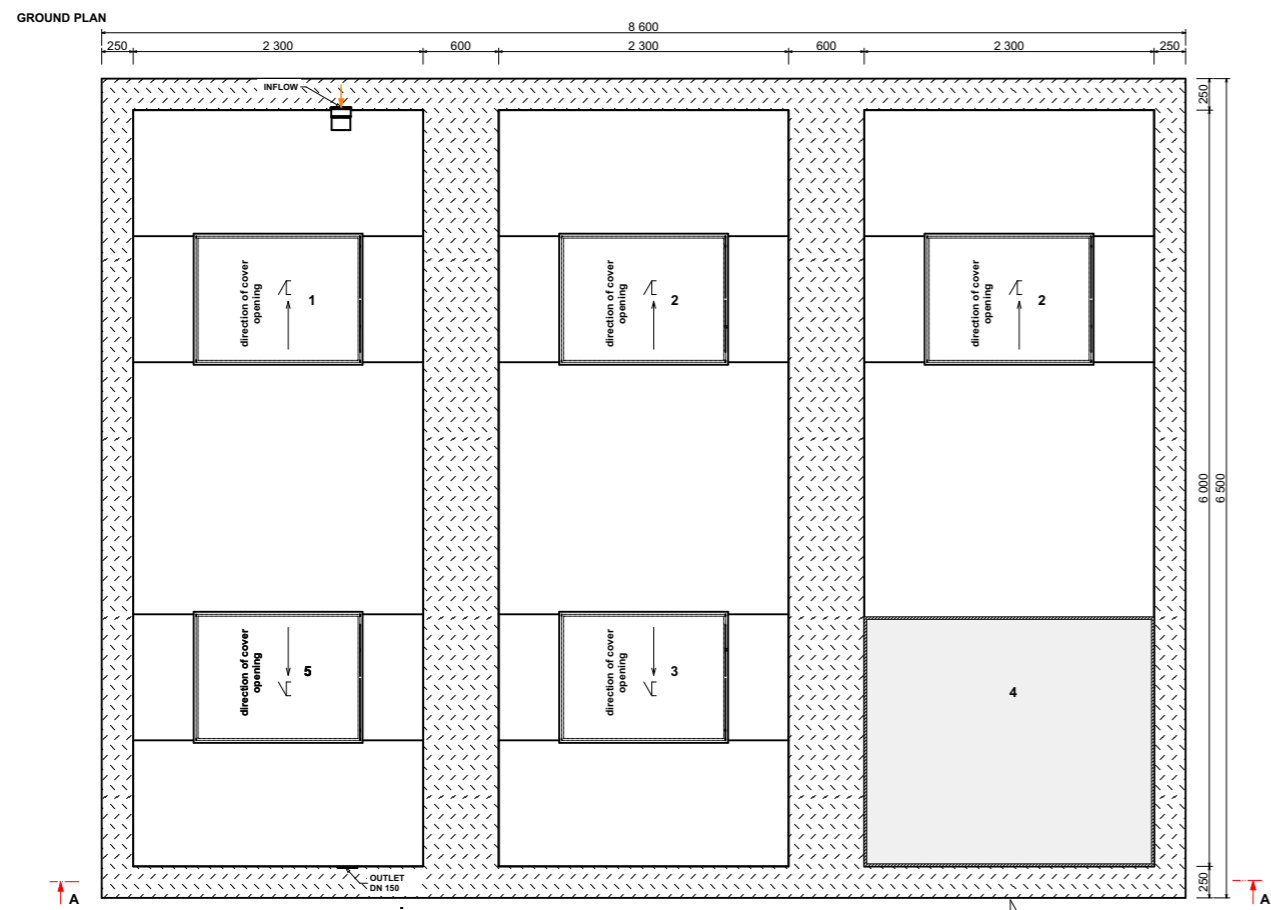 GROUND PLAN
8 600
250 2 300 600 2 300 600 2 300 250
INFLOW
250
direction of cover
opening
1
direction of cover
opening
2
direction of cover
opening
2
6 000
6 500
direction of cover
opening
5
direction of cover
opening
3
4
OUTLET
DN 150
250
A
A